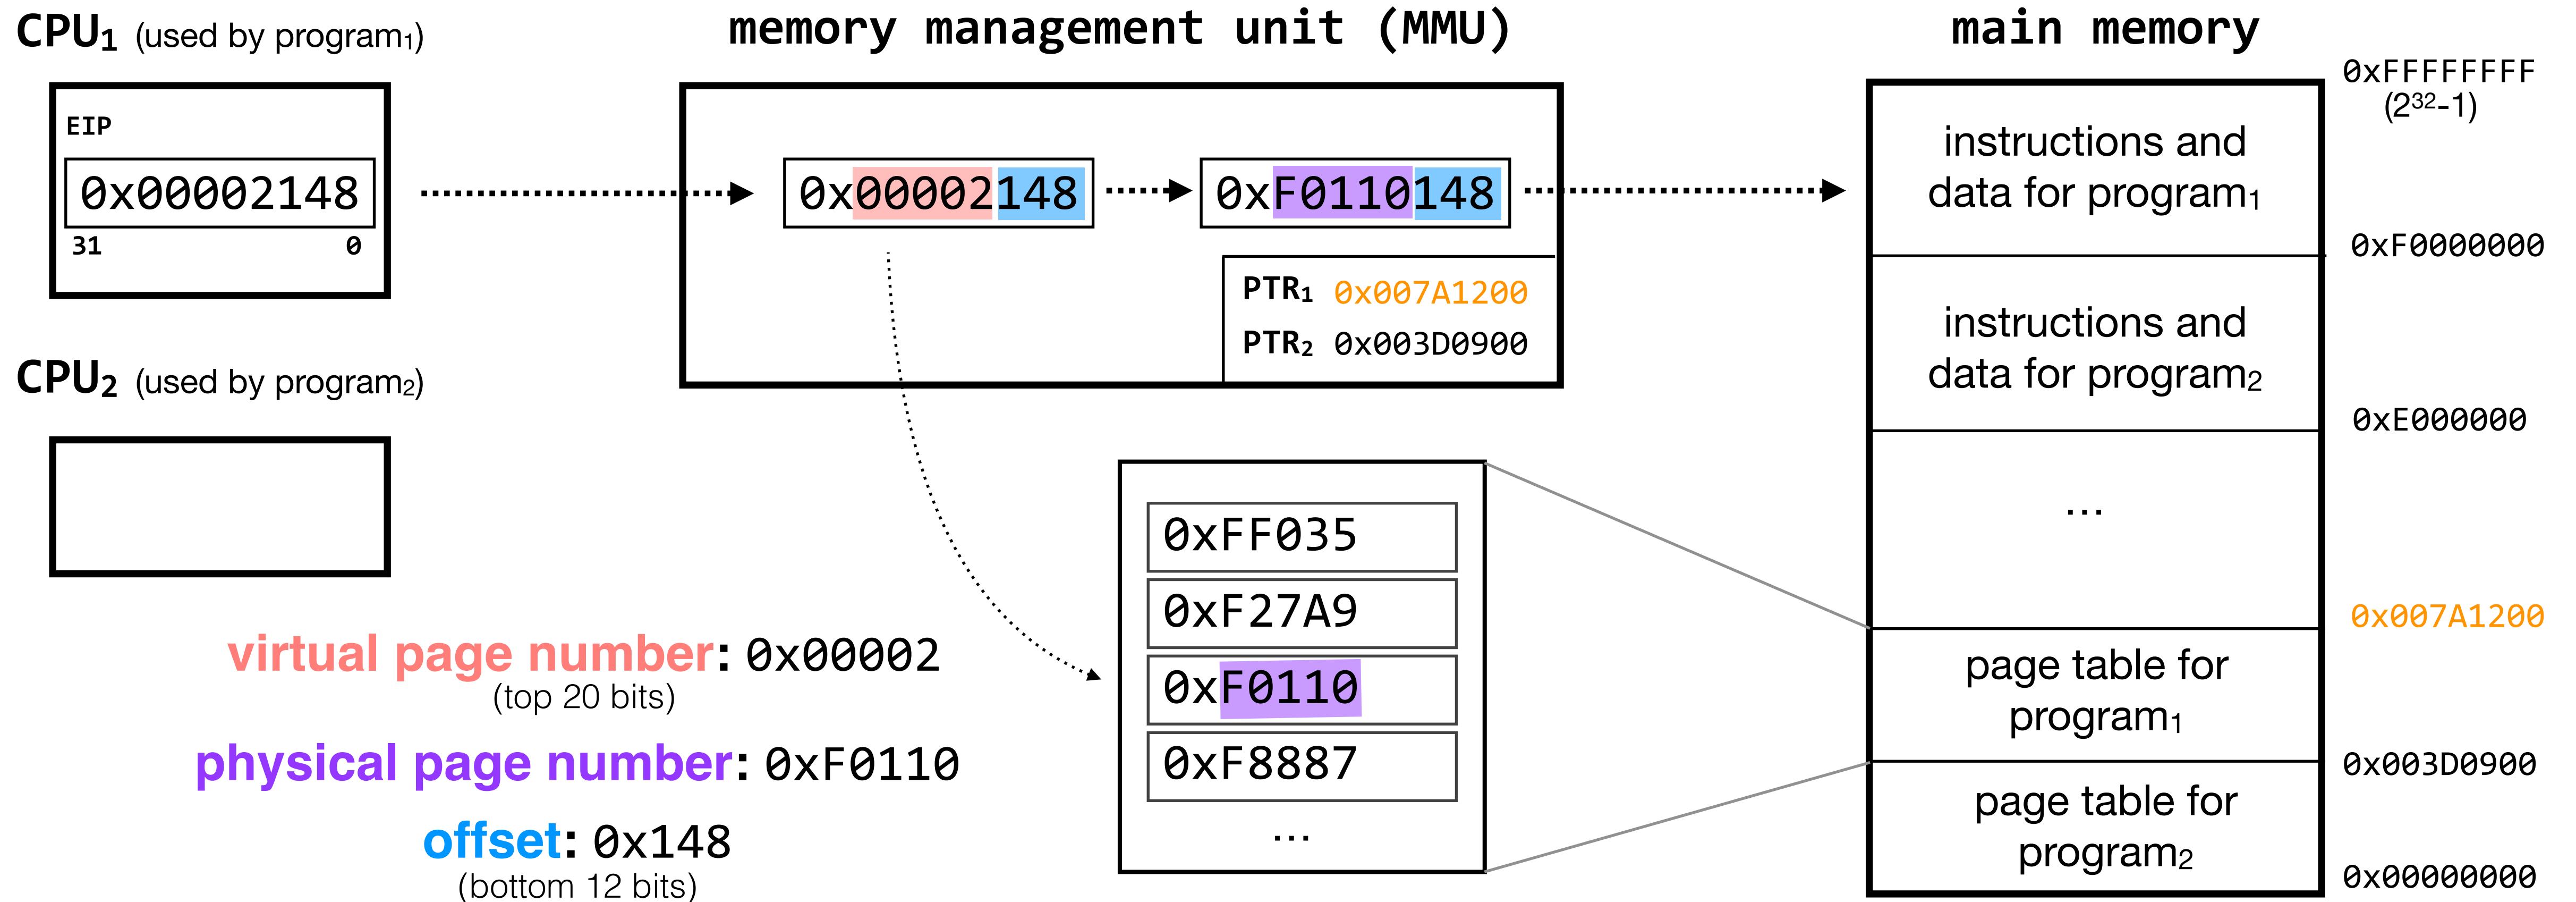 CPU₁ (used by program₁)
EIP
0x00002148
31 0
CPU₂ (used by program₂)
memory management unit (MMU)
0x00002148
0xF0110148
PTR₁ 0x007A1200
PTR₂ 0x003D0900
0xFF035
0xF27A9
0xF0110
0xF8887
...
virtual page number: 0x00002
(top 20 bits)
physical page number: 0xF0110
offset: 0x148
(bottom 12 bits)
main memory
0xFFFFFFFF
(2³²-1)
instructions and
data for program₁
0xF0000000
instructions and
data for program₂
0xE000000
...
0x007A1200
page table for
program₁
0x003D0900
page table for
program₂
0x00000000